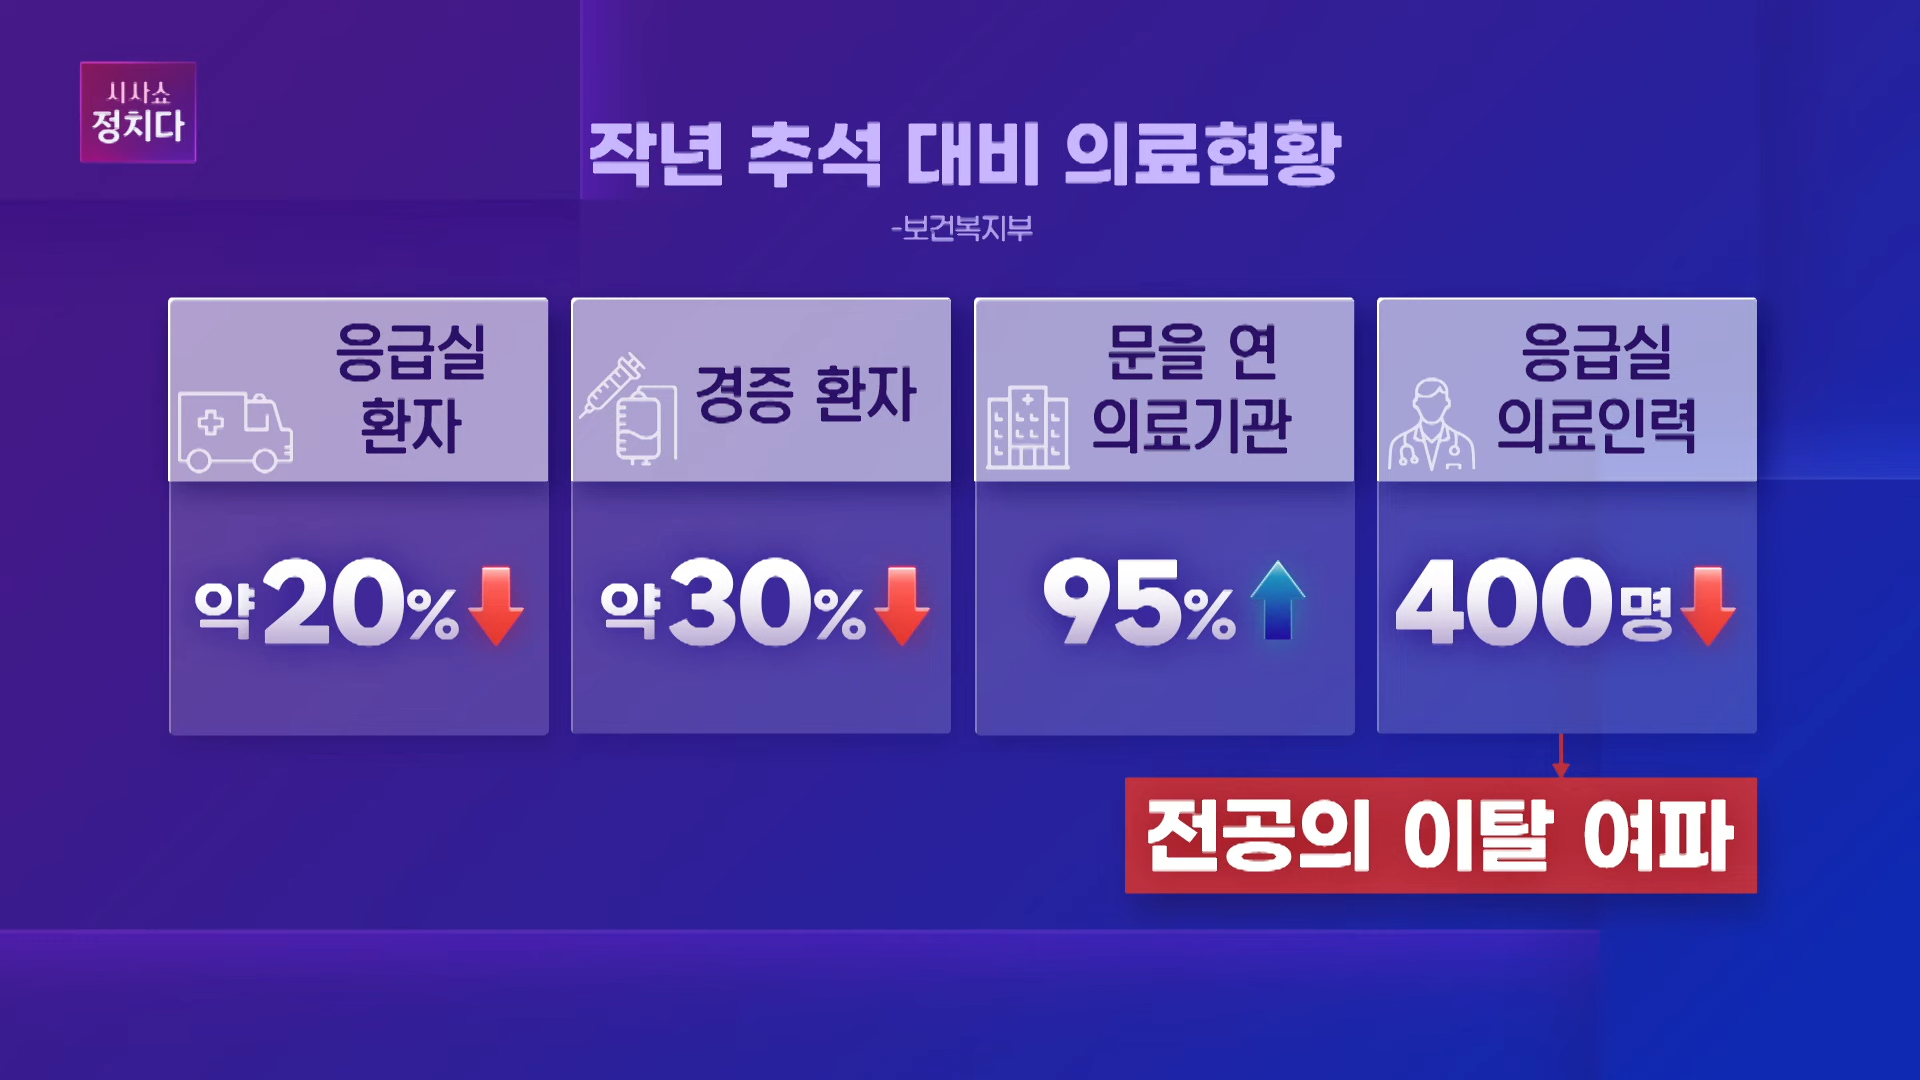 시사쇼
정치다
작년 추석 대비 의료현황
-보건복지부
응급실
환자
약20%
경증 환자
약30%
문을 연
의료기관
95%
응급실
의료인력
400명
전공의 이탈 여파